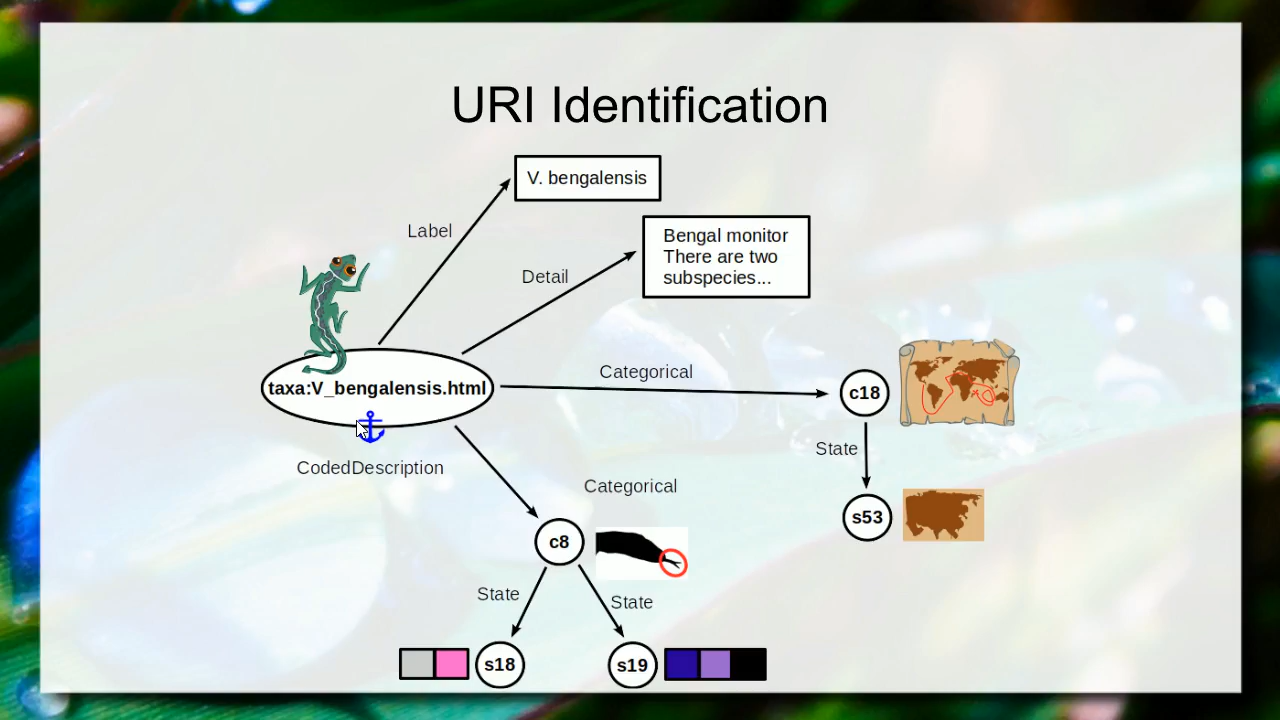 URI Identification
V. bengalensis
Label
Bengal monitor
There are two
subspecies...
Detail
Categorical
taxa:V_bengalensis.html
c18
State
CodedDescription
Categorical
s53
c8
State
State
s18
s19